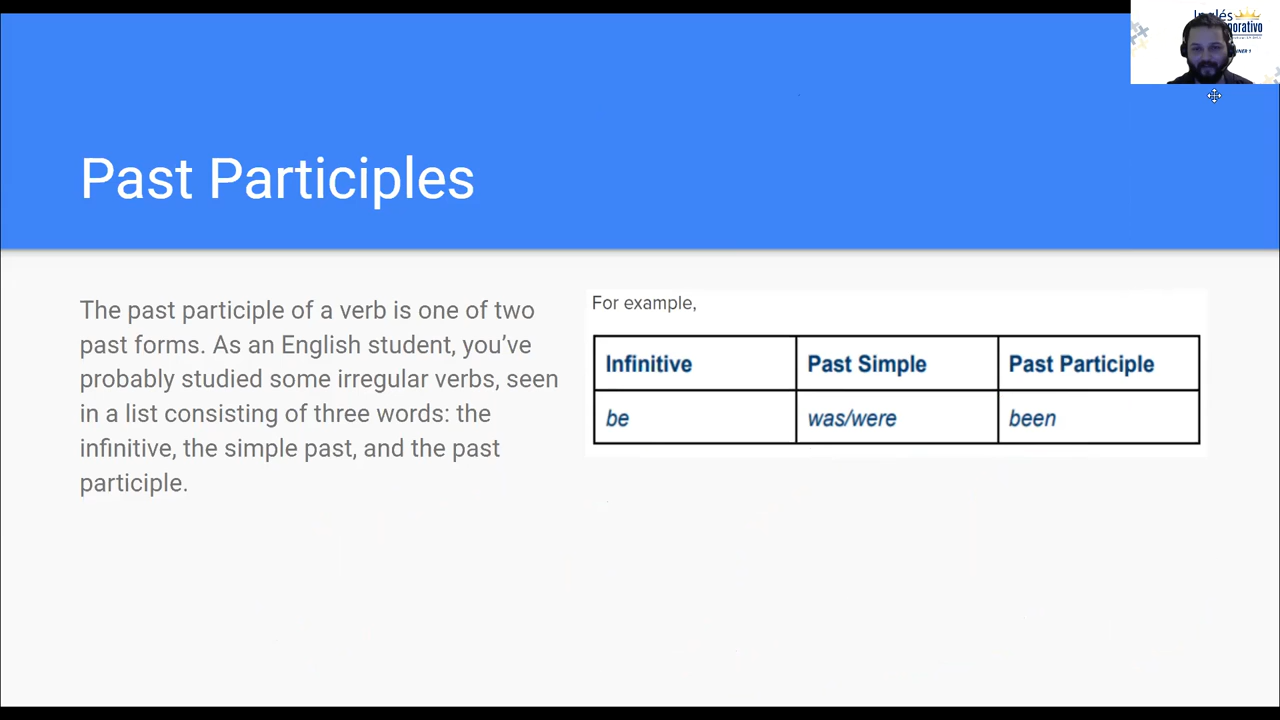 Inglés
Past Participles
The past participle of a verb is one of two
past forms. As an English student, you've
probably studied some irregular verbs, seen
in a list consisting of three words: the
infinitive, the simple past, and the past
participle.
For example,
Infinitive Past Simple Past Participle
be was/were been